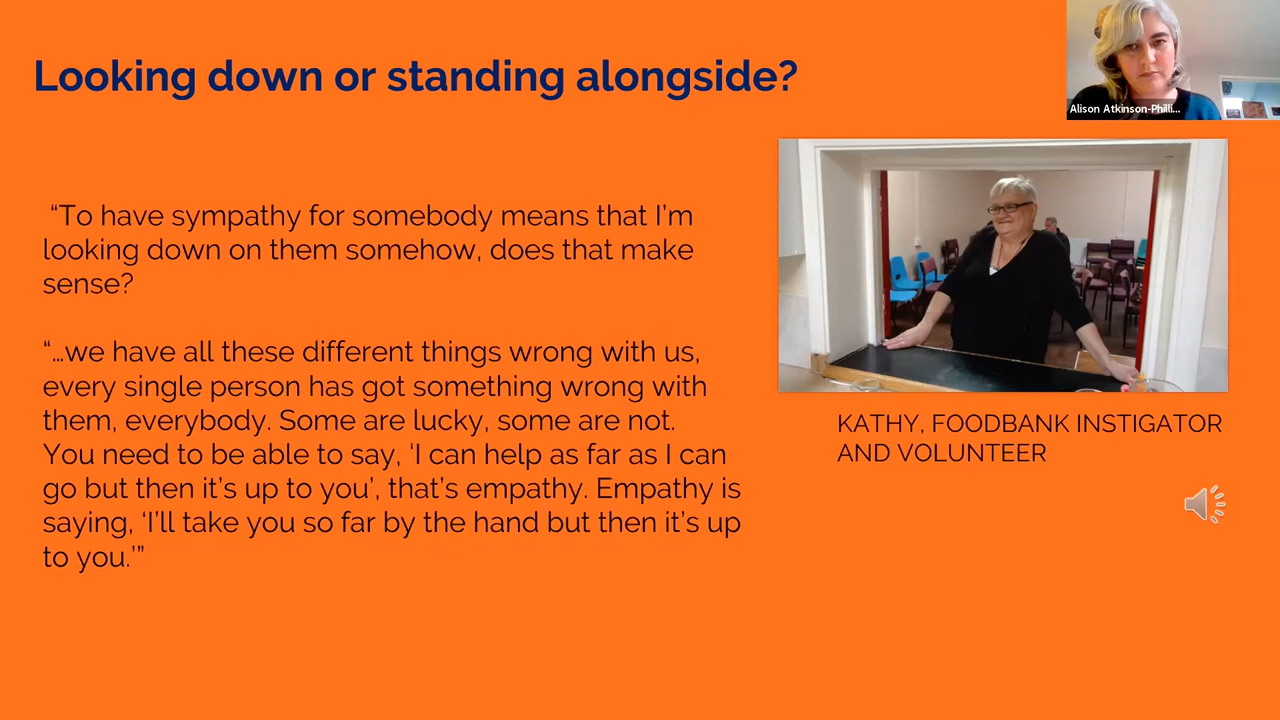 Looking down or standing alongside?
Alison Atkinson-Philli...
“To have sympathy for somebody means that I’m
looking down on them somehow, does that make
sense?
“…we have all these different things wrong with us,
every single person has got something wrong with
them, everybody. Some are lucky, some are not.
You need to be able to say, ‘I can help as far as I can
go but then it’s up to you’, that’s empathy. Empathy is
saying, ‘I’ll take you so far by the hand but then it’s up
to you.’”
KATHY, FOODBANK INSTIGATOR
AND VOLUNTEER